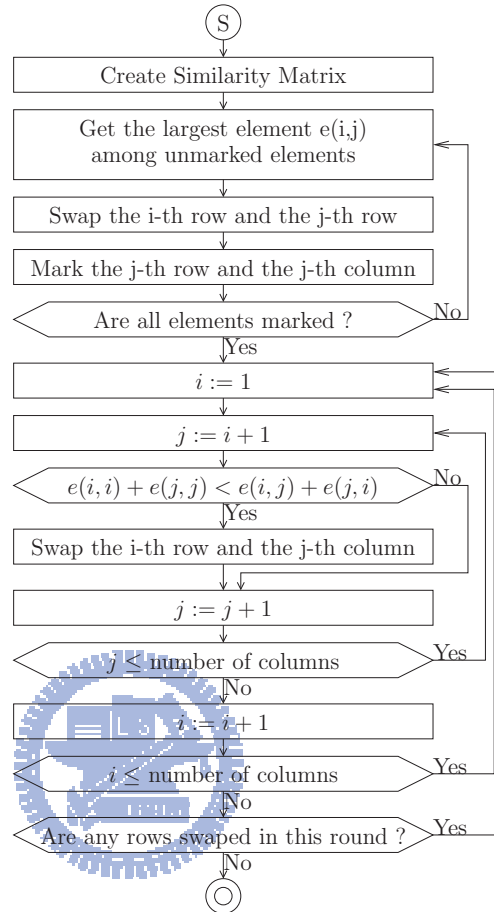 S
Create Similarity Matrix
Get the largest element e(i,j)
among unmarked elements
Swap the i-th row and the j-th row
Mark the j-th row and the j-th column
Are all elements marked ?
No
Yes
i := 1
j := i + 1
e(i, i) + e(j, j) < e(i, j) + e(j, i)
No
Yes
Swap the i-th row and the j-th column
j := j + 1
j ≤ number of columns
Yes
No
i := i + 1
i ≤ number of columns
Yes
No
Are any rows swaped in this round ?
Yes
No